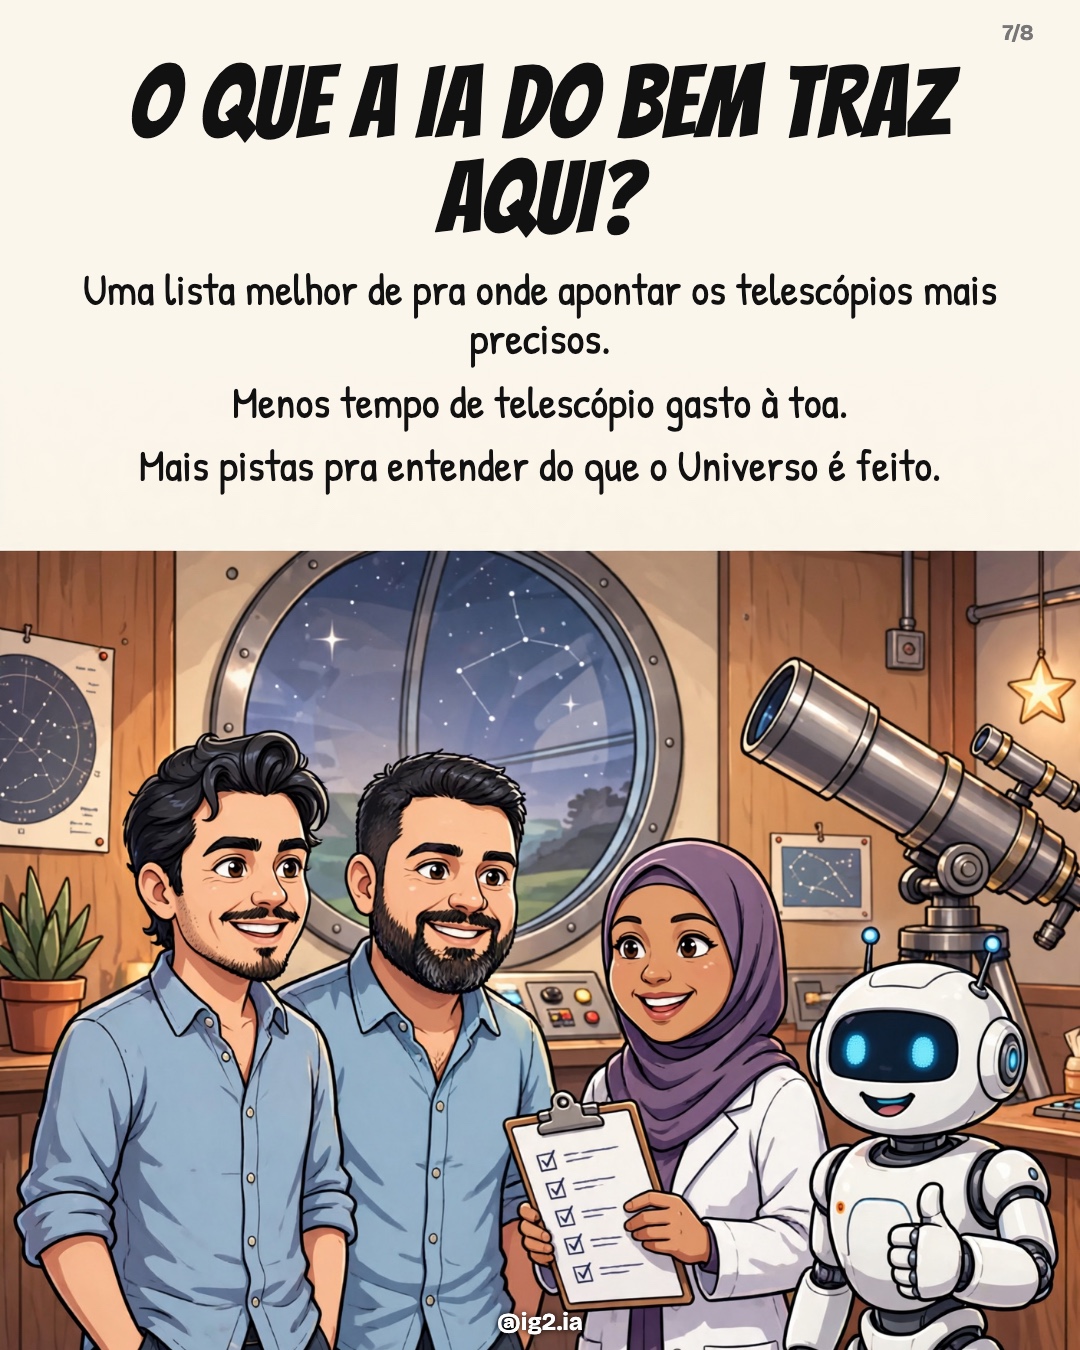 7/8
O QUE A IA DO BEM TRAZ
AQUI?
Uma lista melhor de pra onde apontar os telescópios mais
precisos.
Menos tempo de telescópio gasto à toa.
Mais pistas pra entender do que o Universo é feito.
@ig2.ia